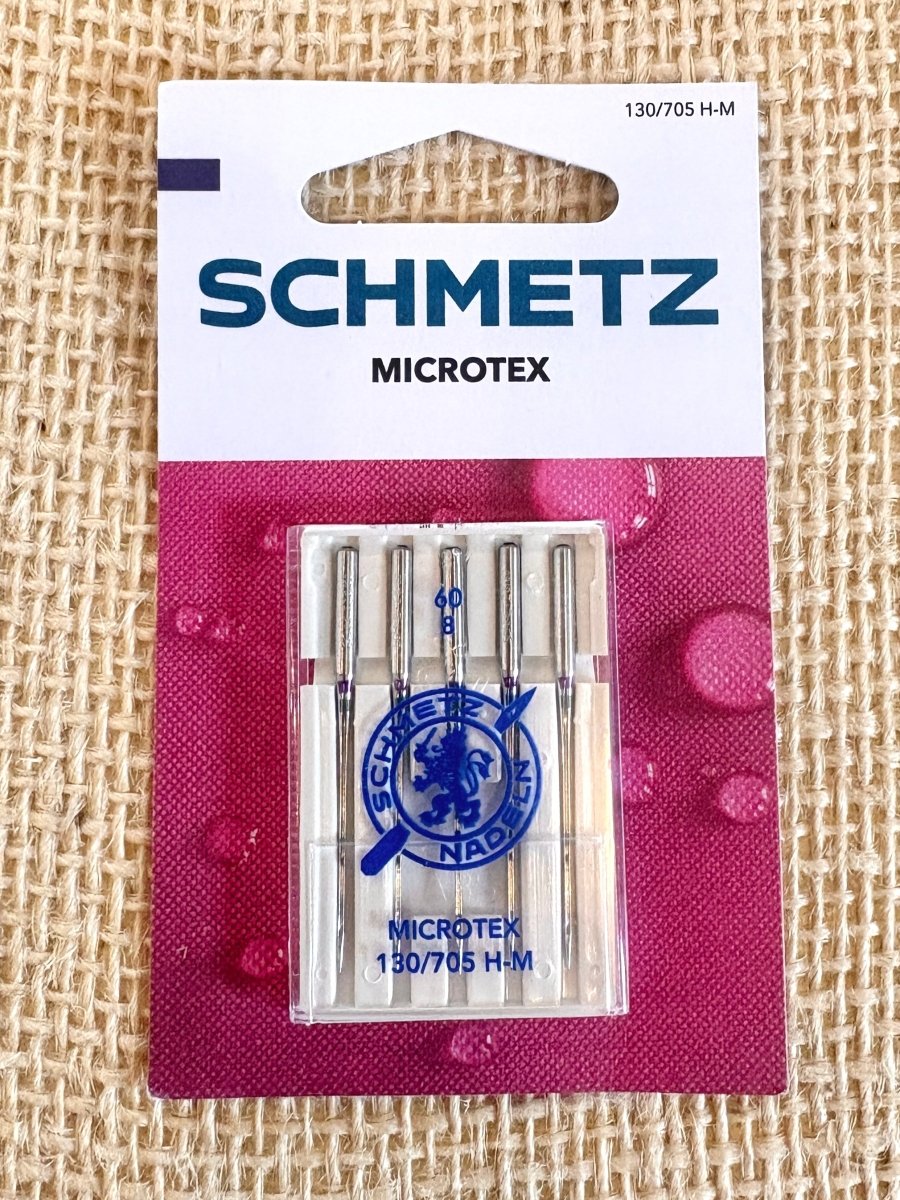 130/705 H-M
SCHMETZ
MICROTEX
60
8
SCHMETZ
NADELN
MICROTEX
130/705 H-M